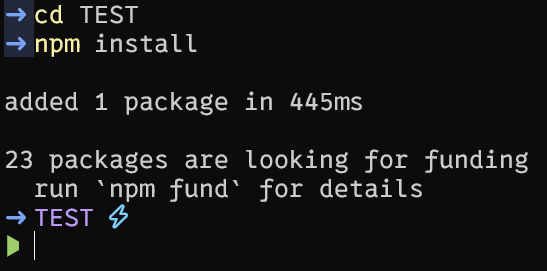 → cd TEST
→ npm install
added 1 package in 445ms
23 packages are looking for funding
run `npm fund` for details
→ TEST ⚡